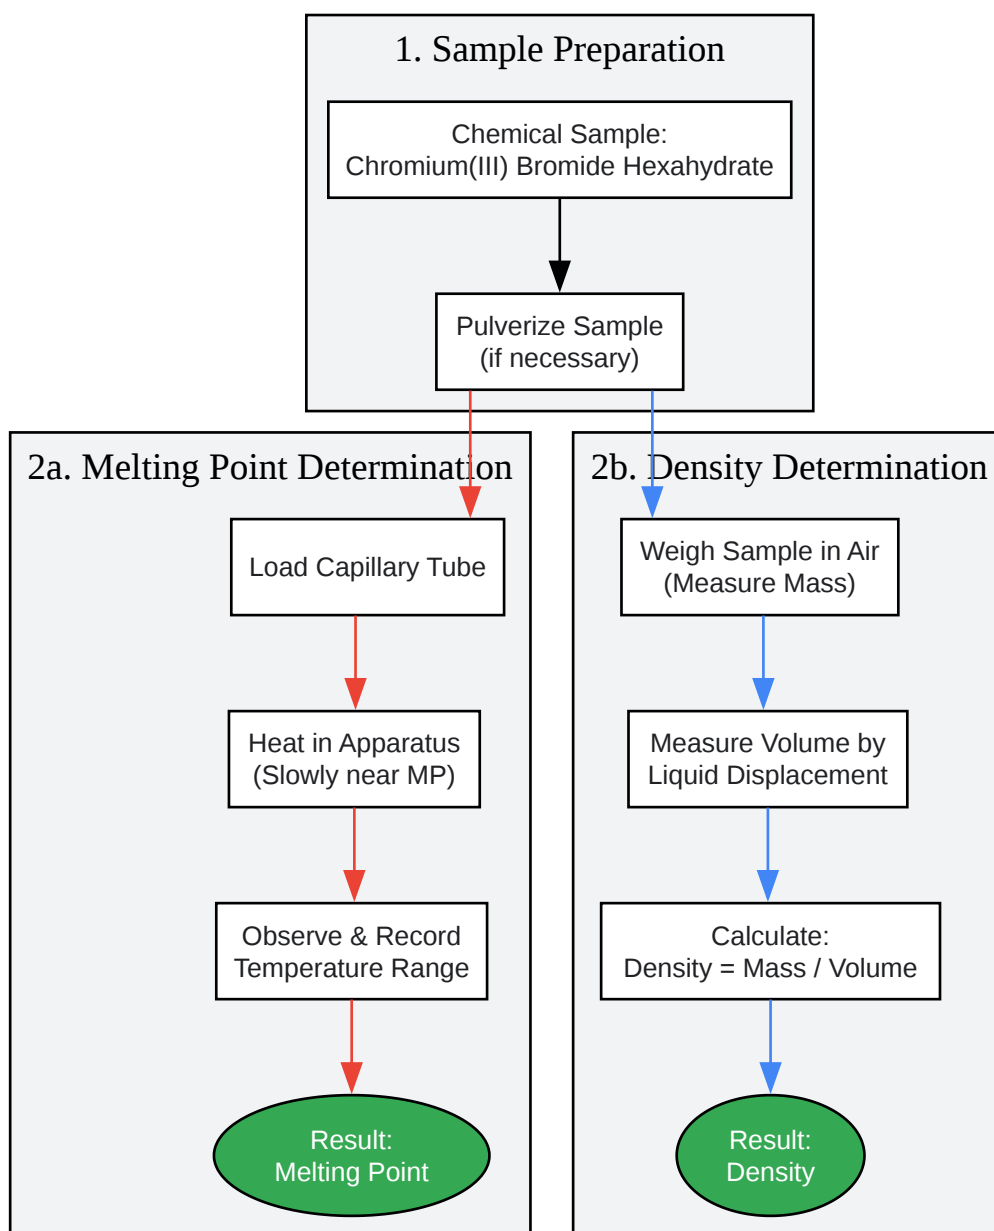 1. Sample Preparation
Chemical Sample:
Chromium(III) Bromide Hexahydrate
Pulverize Sample
(if necessary)
2a. Melting Point Determination
Load Capillary Tube
Heat in Apparatus
(Slowly near MP)
Observe & Record
Temperature Range
Result:
Melting Point
2b. Density Determination
Weigh Sample in Air
(Measure Mass)
Measure Volume by
Liquid Displacement
Calculate:
Density = Mass / Volume
Result:
Density